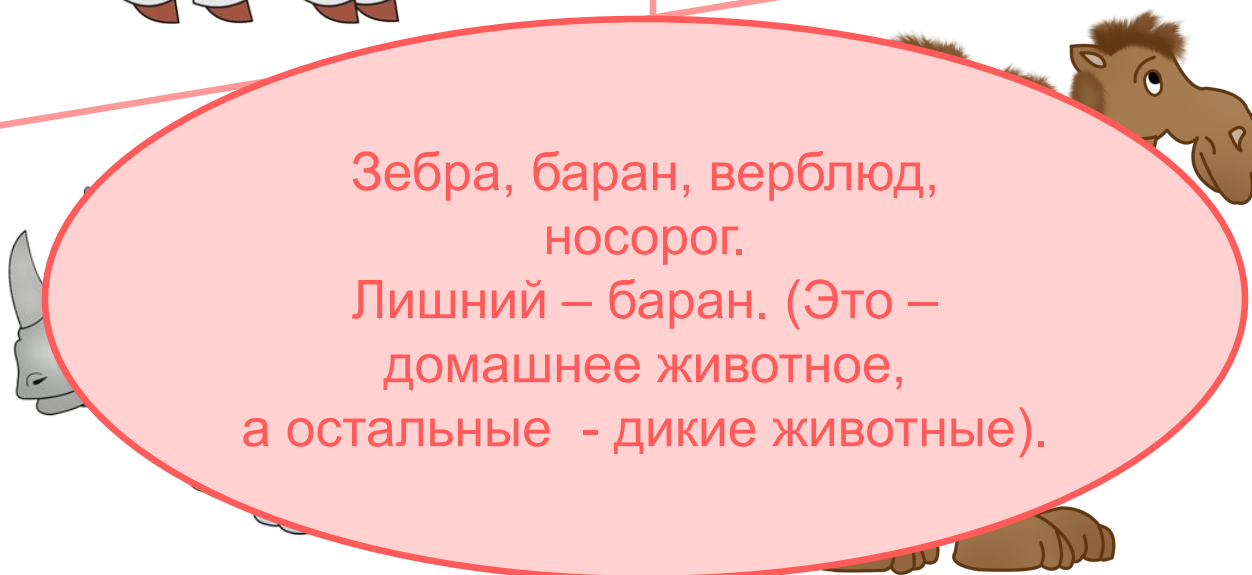 Зебра, баран, верблюд,
носорог.
Лишний – баран. (Это –
домашнее животное,
а остальные  - дикие животные).